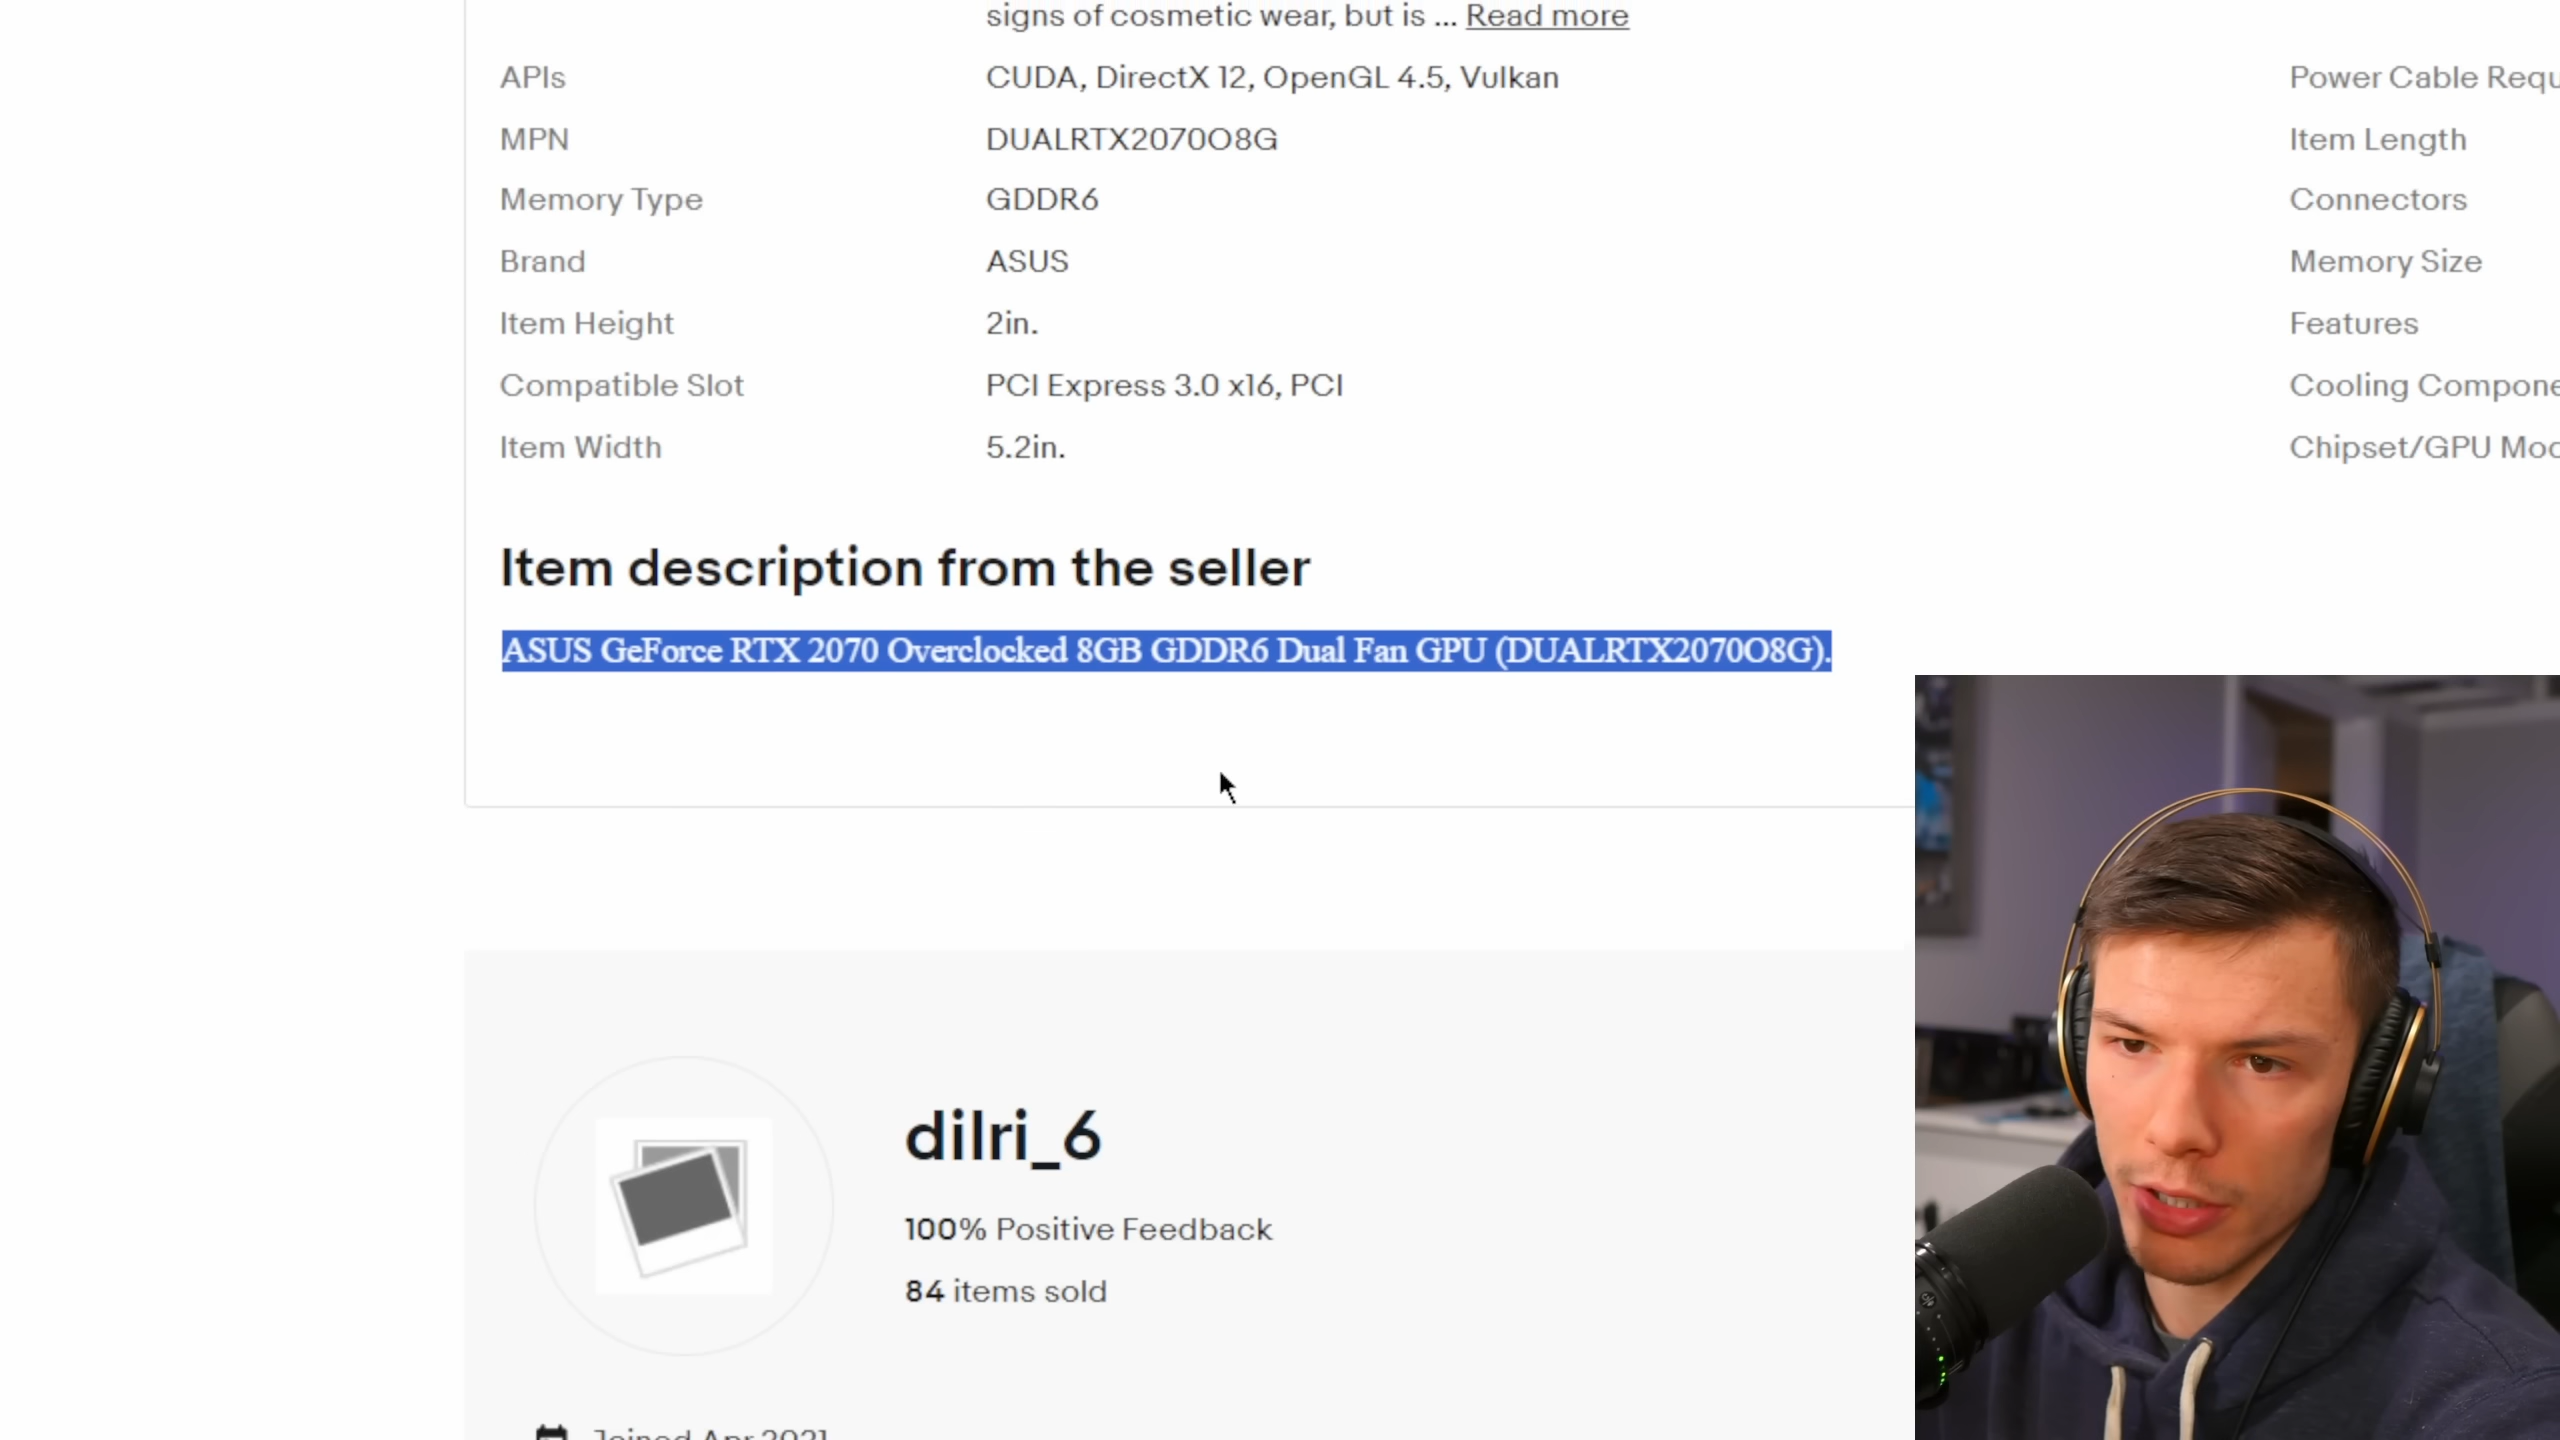 signs of cosmetic wear, but is ... Read more
APIs CUDA, DirectX 12, OpenGL 4.5, Vulkan Power Cable
MPN DUALRTX2070O8G Item Length
Memory Type GDDR6 Connectors
Brand ASUS Memory Size
Item Height 2in. Features
Compatible Slot PCI Express 3.0 x16, PCI Cooling
Item Width 5.2in. Chipset/GPU
Item description from the seller
ASUS GeForce RTX 2070 Overclocked 8GB GDDR6 Dual Fan GPU (DUALRTX2070O8G).
dilri_6
100% Positive Feedback
84 items sold
Joined Apr 2021